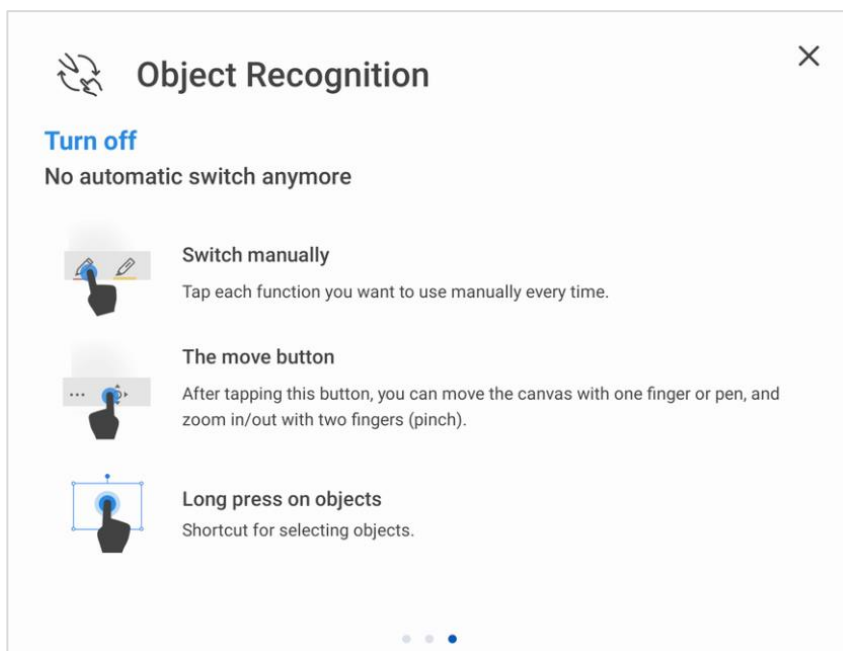 Object Recognition
Turn off
No automatic switch anymore
Switch manually
Tap each function you want to use manually every time.
The move button
After tapping this button, you can move the canvas with one finger or pen, and
zoom in/out with two fingers (pinch).
Long press on objects
Shortcut for selecting objects.